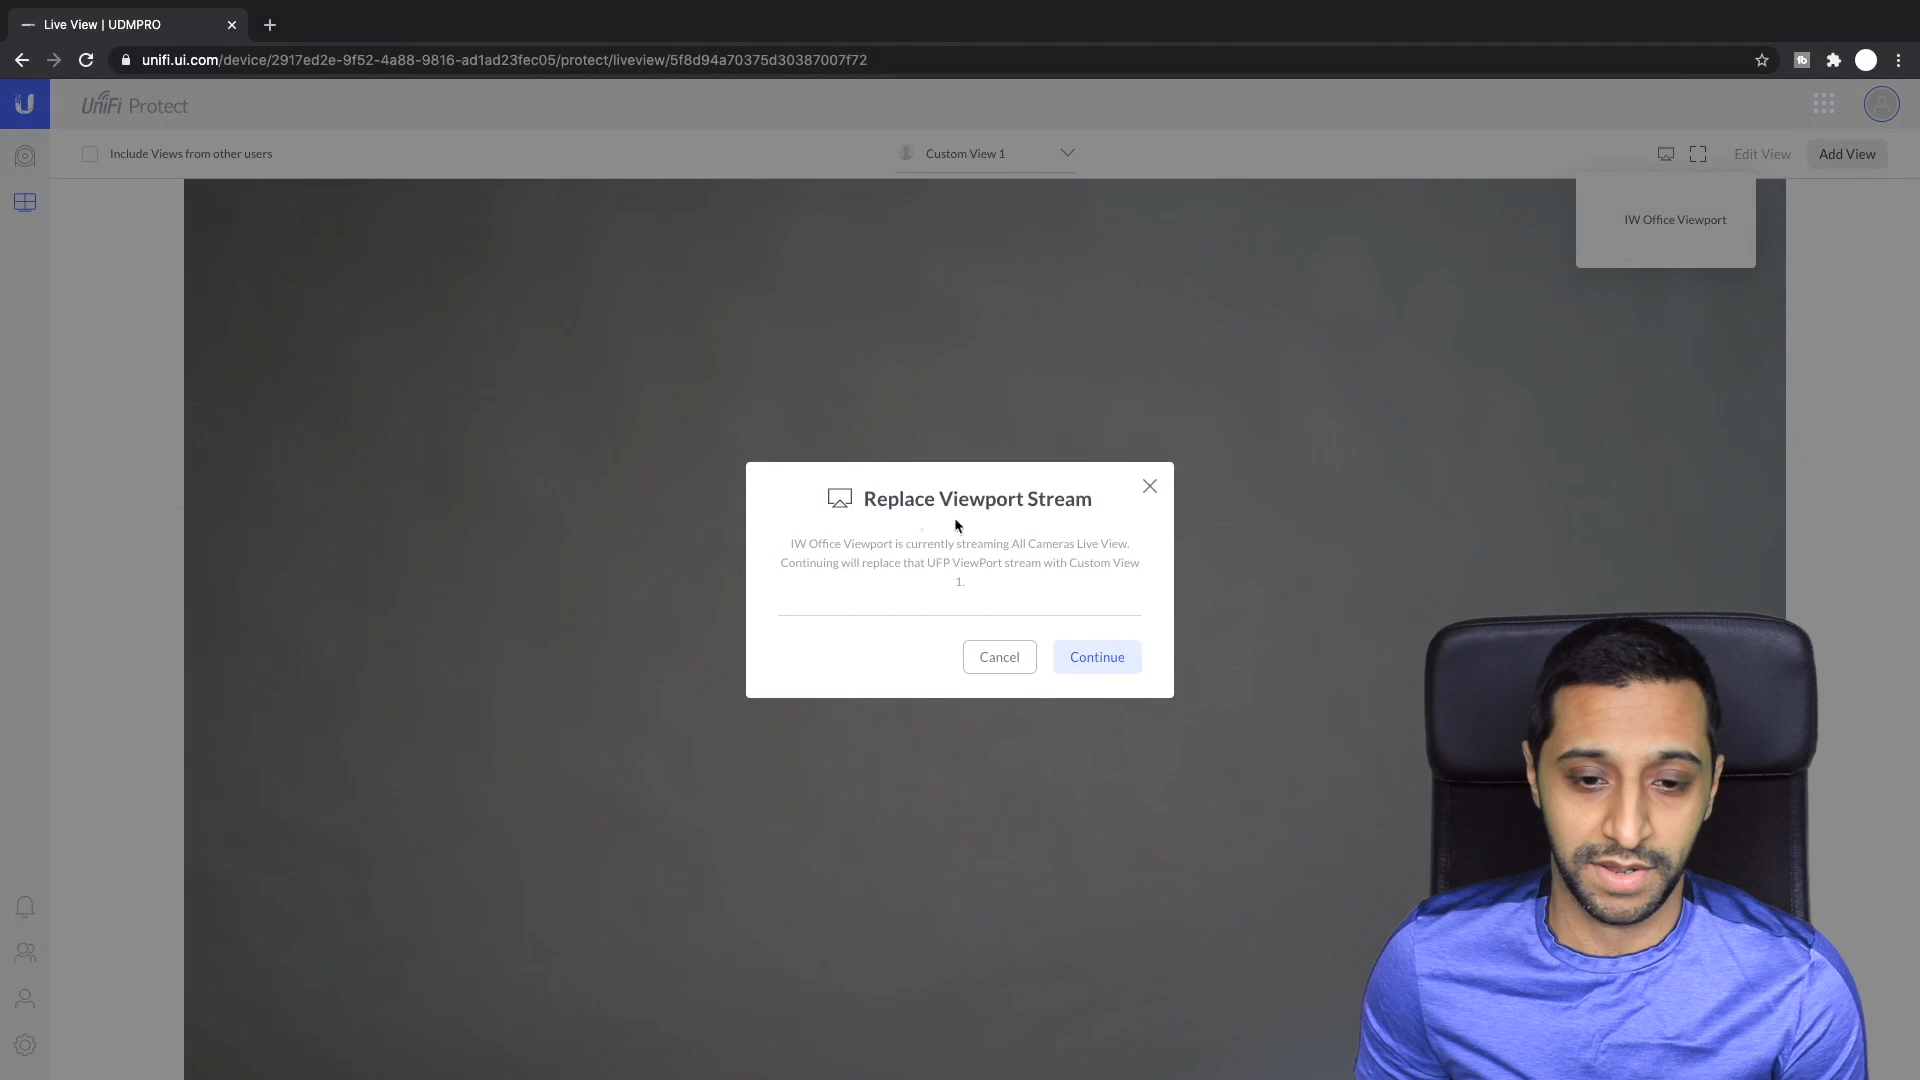 Live View | UDMPRO
unifi.ui.com/device/2917ed2e-9f52-4a88-9816-ad1ad23fec05/protect/liveview/5f8d94a70375d30387007f72
UniFi Protect
Include Views from other users
Custom View 1
Edit View
Add View
IW Office Viewport
Replace Viewport Stream
IW Office Viewport is currently streaming All Cameras Live View.
Continuing will replace that UFP ViewPort stream with Custom View
1.
Cancel
Continue